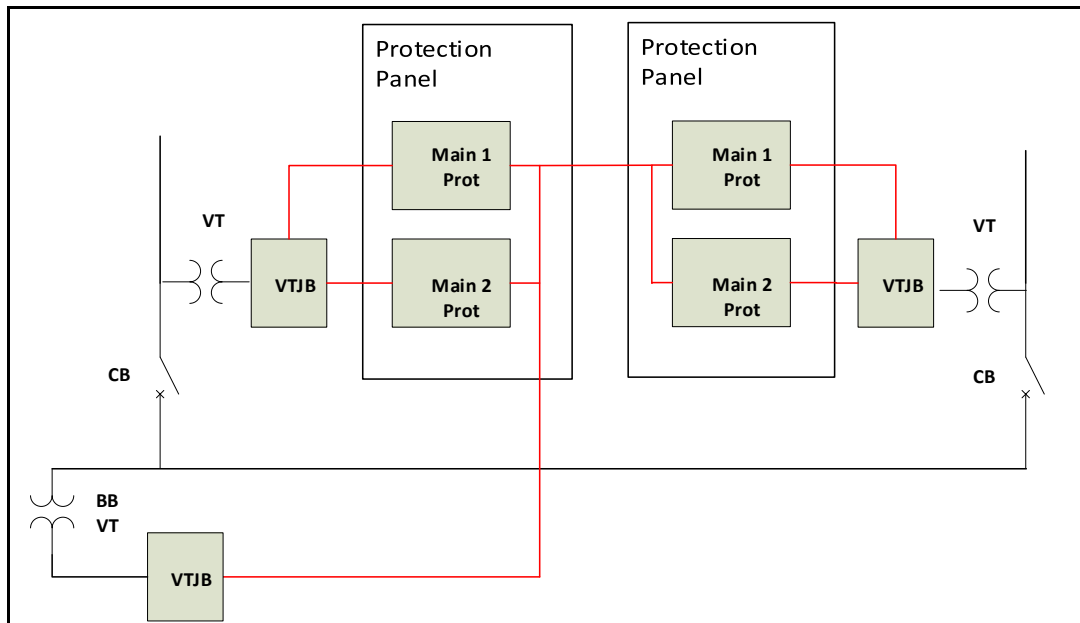 Protection
Panel
Protection
Panel
Main 1
Prot
Main 1
Prot
VT
VT
VTJB
Main 2
Prot
Main 2
Prot
VTJB
CB
CB
BB
VT
VTJB